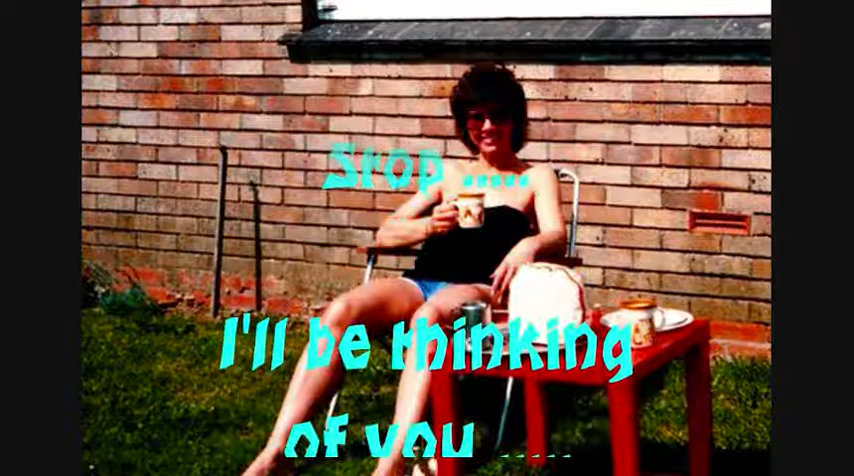 Stop .....
I'll be thinking
of you .....